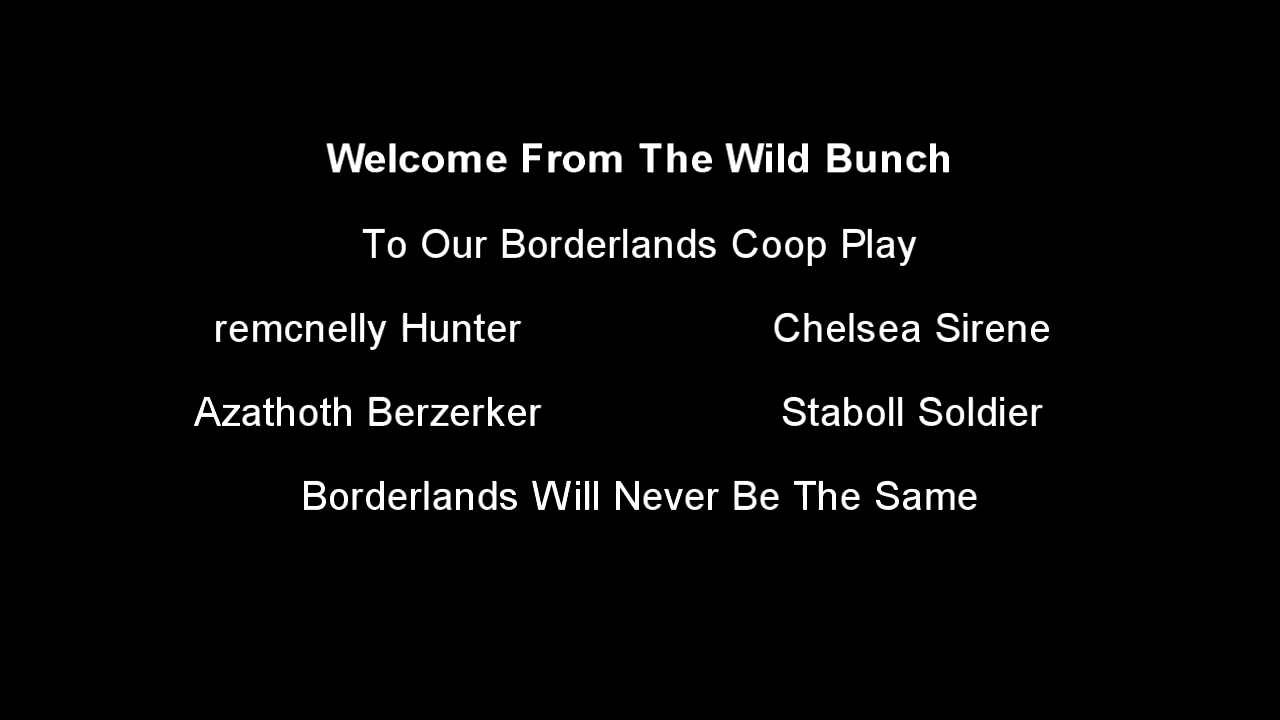 Welcome From The Wild Bunch
To Our Borderlands Coop Play
remcnelly Hunter Chelsea Sirene
Azathoth Berzerker Staboll Soldier
Borderlands Will Never Be The Same